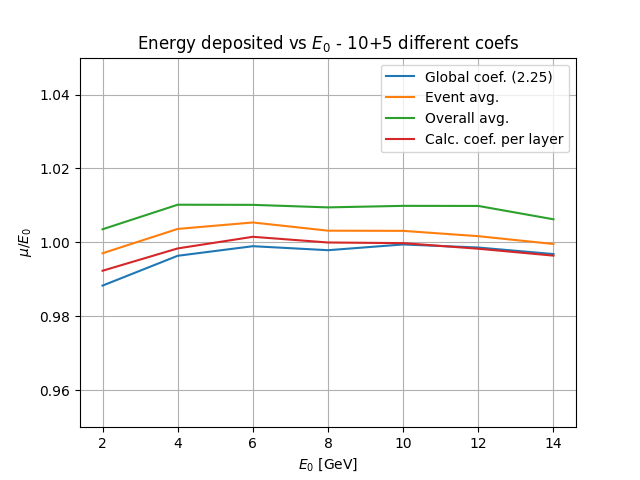 Energy deposited vs E₀ - 10+5 different coefs
Global coef. (2.25)
Event avg.
Overall avg.
Calc. coef. per layer
1.04
1.02
1.00
0.98
0.96
μ/E₀
2 4 6 8 10 12 14
E₀ [GeV]